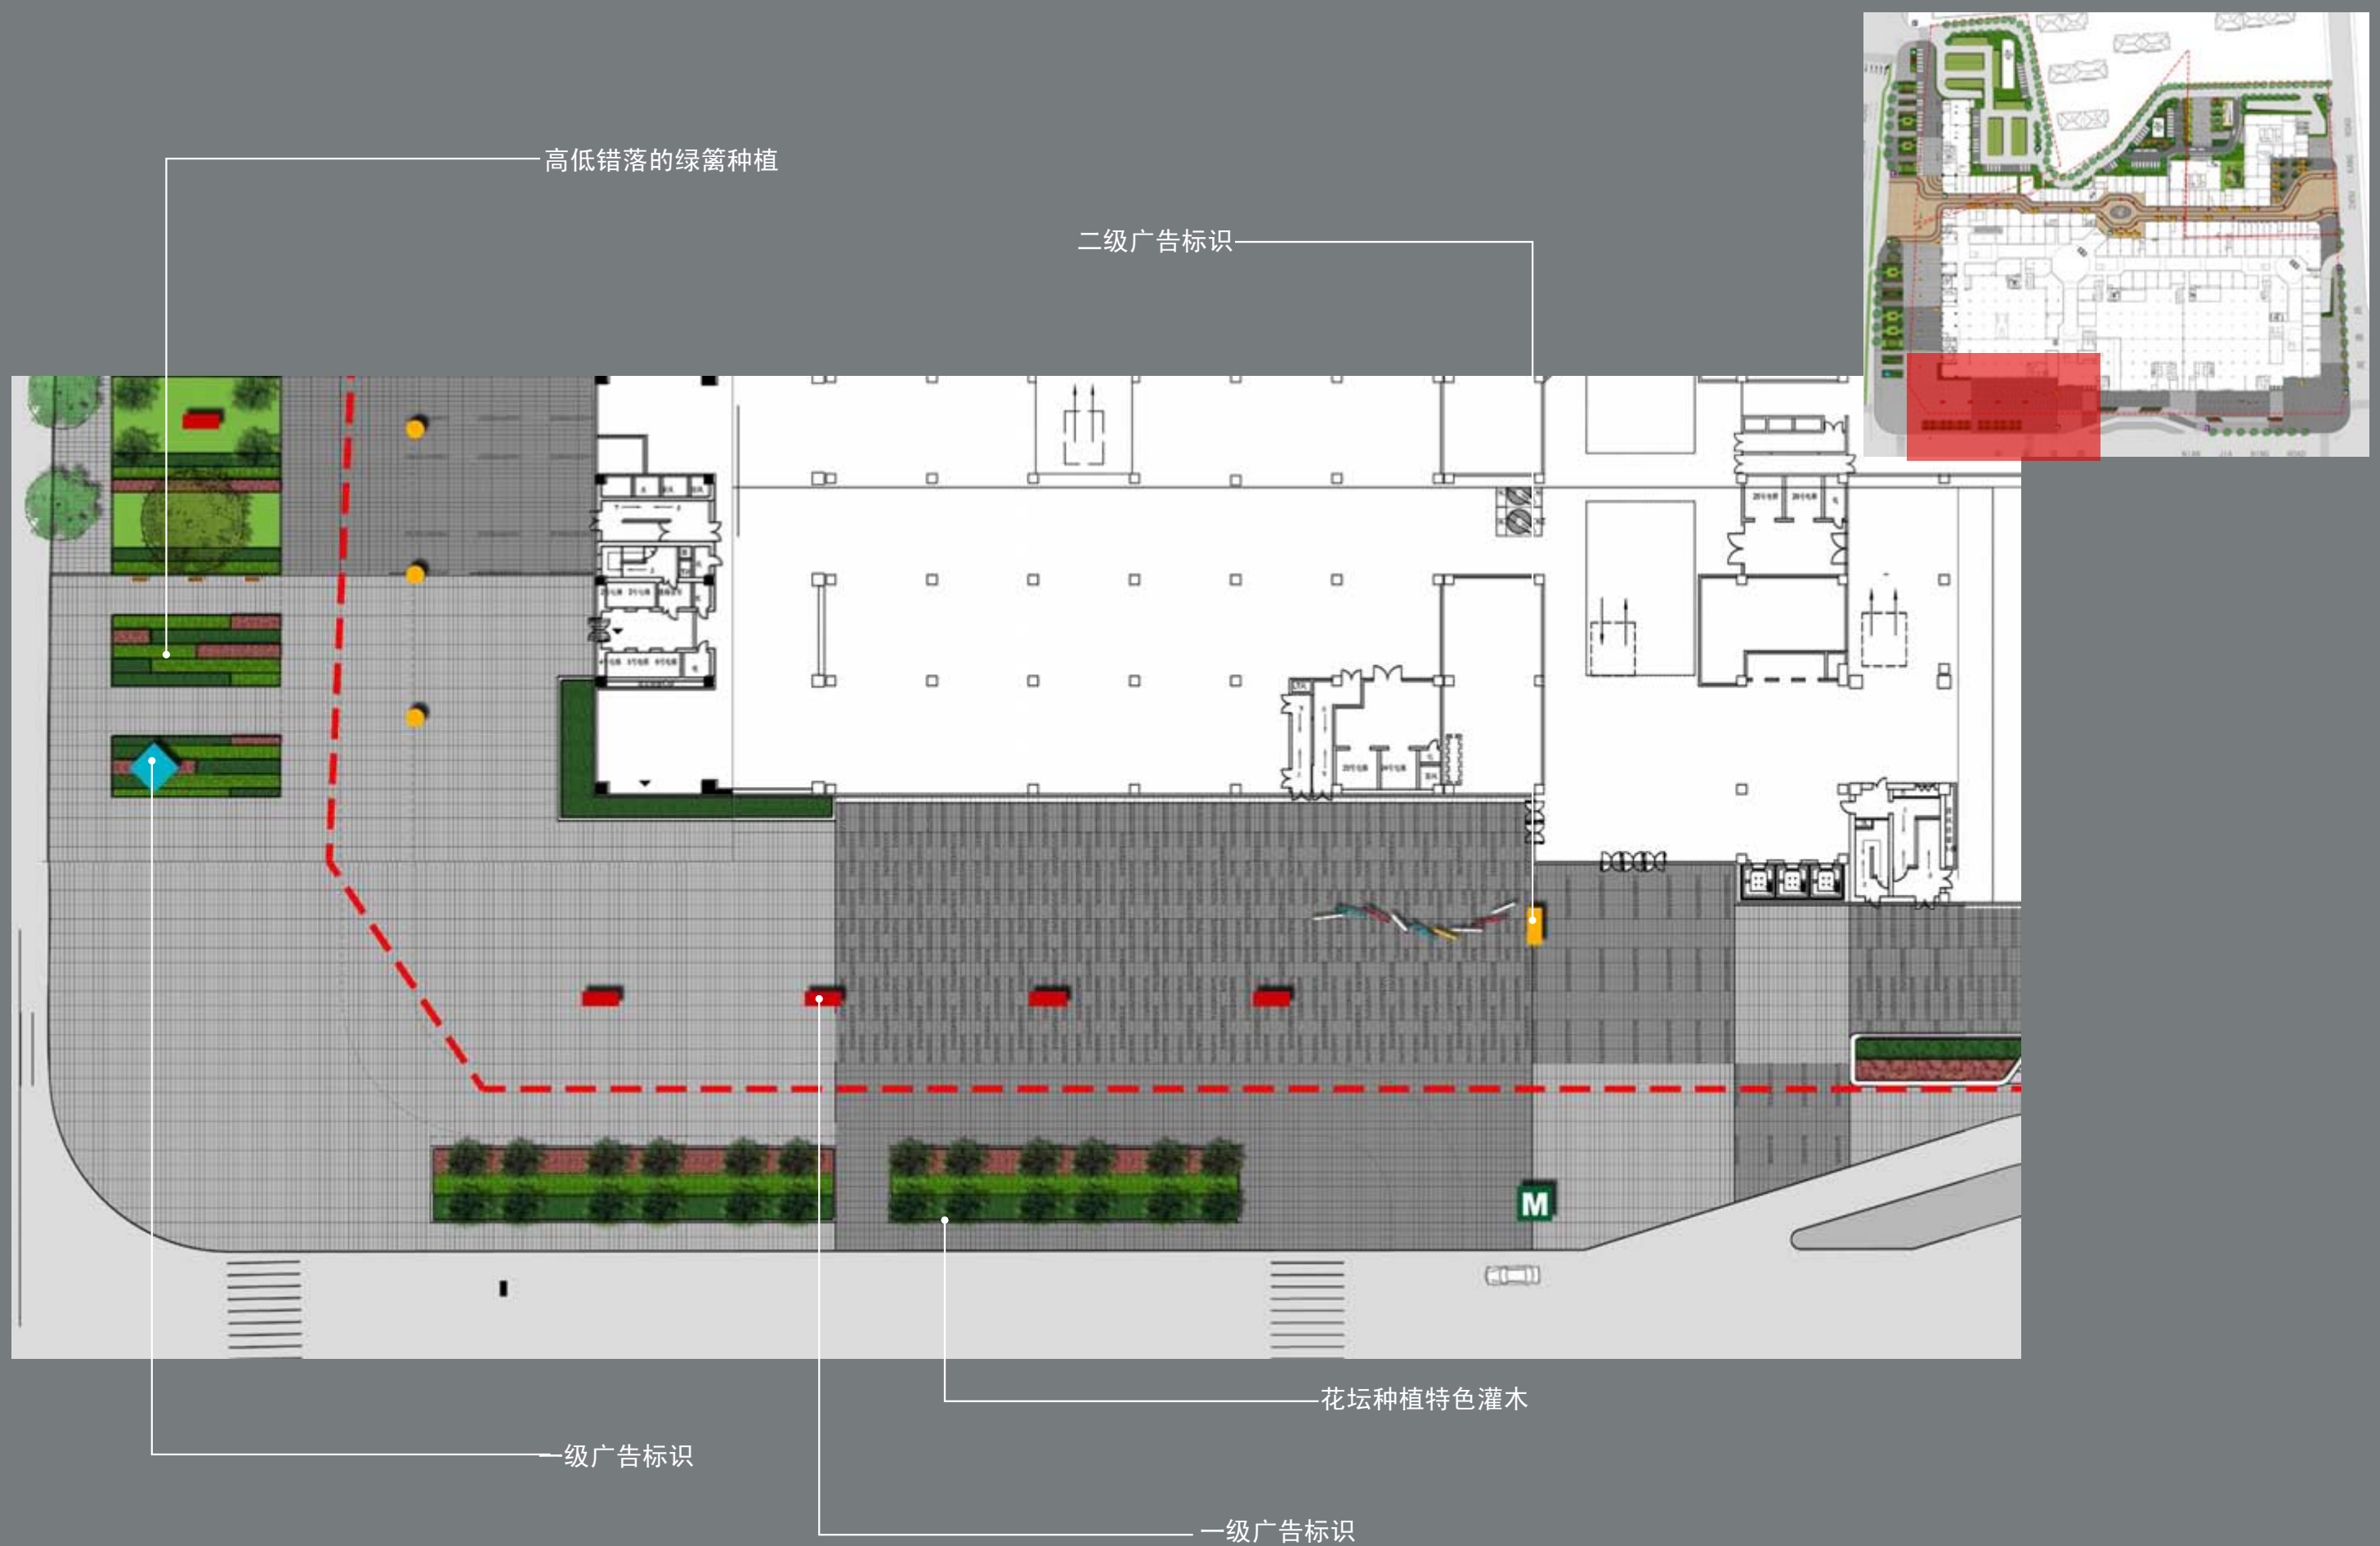 高低错落的绿篱种植
二级广告标识
M
花坛种植特色灌木
一级广告标识
一级广告标识